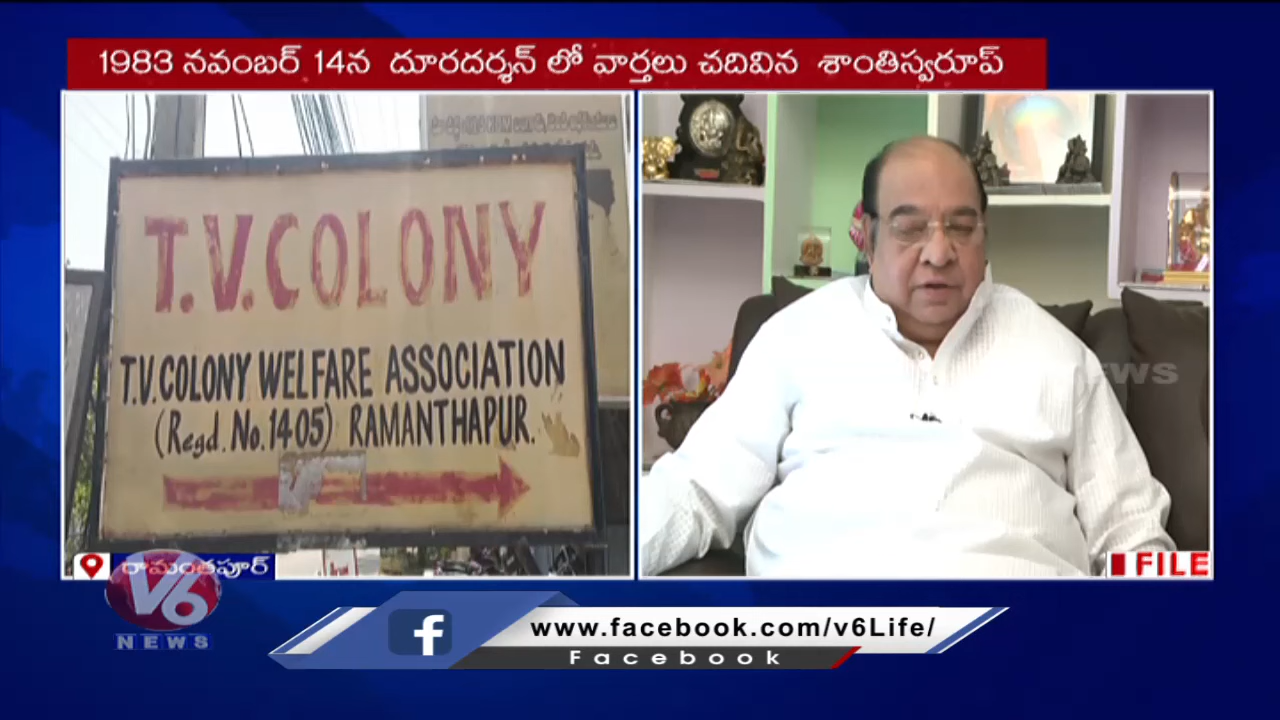 1983 నవంబర్ 14న దూరదర్శన్ లో వార్తలు చదివిన శాంతిస్వరూప్
T.V.COLONY
T.V.COLONY WELFARE ASSOCIATION
(Regd. No.1405) RAMANTHAPUR.
NEWS
FILE
రామంతపూర్
V6
NEWS
www.facebook.com/v6Life/
Facebook